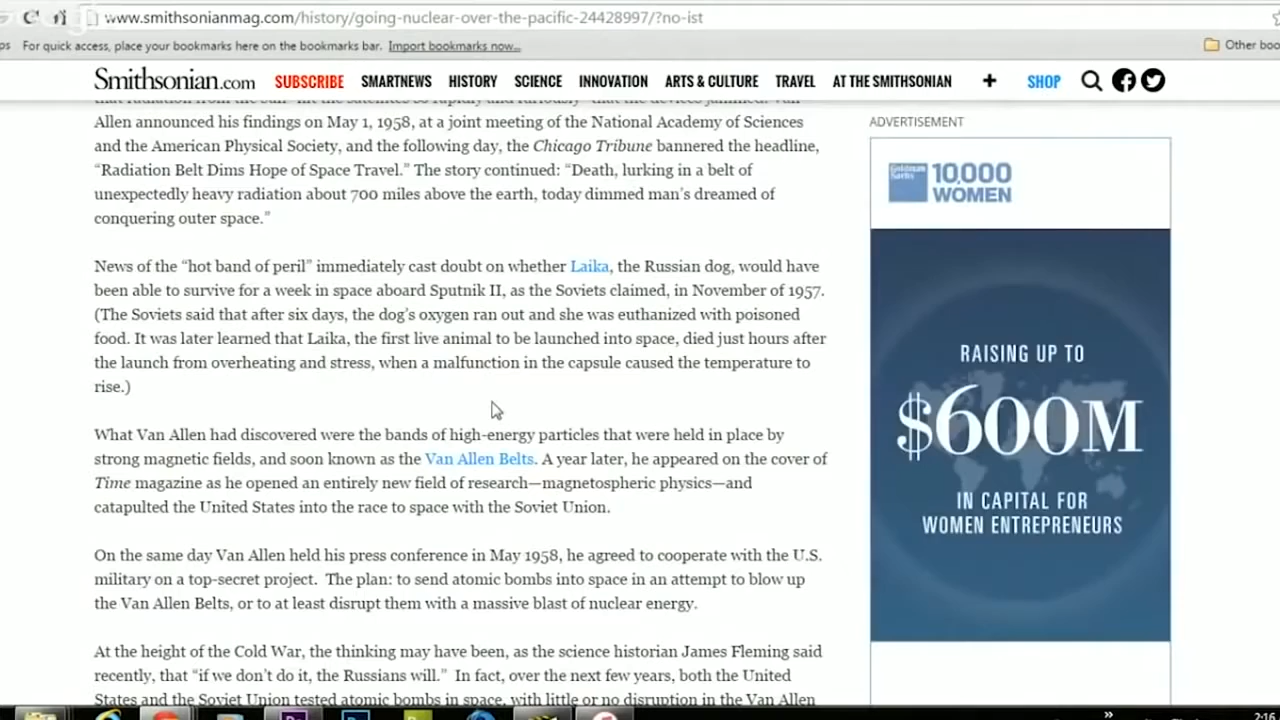 www.smithsonianmag.com/history/going-nuclear-over-the-pacific-24428997/?no-ist
For quick access, place your bookmarks here on the bookmarks bar. Import bookmarks now...
Other boo
Smithsonian.com SUBSCRIBE SMARTNEWS HISTORY SCIENCE INNOVATION ARTS & CULTURE TRAVEL AT THE SMITHSONIAN + SHOP
that radiation from the sun “hit the satellites so rapidly and furiously” that the devices jammed. Van
Allen announced his findings on May 1, 1958, at a joint meeting of the National Academy of Sciences
and the American Physical Society, and the following day, the Chicago Tribune bannered the headline,
“Radiation Belt Dims Hope of Space Travel.” The story continued: “Death, lurking in a belt of
unexpectedly heavy radiation about 700 miles above the earth, today dimmed man’s dreamed of
conquering outer space.”
News of the “hot band of peril” immediately cast doubt on whether Laika, the Russian dog, would have
been able to survive for a week in space aboard Sputnik II, as the Soviets claimed, in November of 1957.
(The Soviets said that after six days, the dog’s oxygen ran out and she was euthanized with poisoned
food. It was later learned that Laika, the first live animal to be launched into space, died just hours after
the launch from overheating and stress, when a malfunction in the capsule caused the temperature to
rise.)
What Van Allen had discovered were the bands of high-energy particles that were held in place by
strong magnetic fields, and soon known as the Van Allen Belts. A year later, he appeared on the cover of
Time magazine as he opened an entirely new field of research—magnetospheric physics—and
catapulted the United States into the race to space with the Soviet Union.
On the same day Van Allen held his press conference in May 1958, he agreed to cooperate with the U.S.
military on a top-secret project. The plan: to send atomic bombs into space in an attempt to blow up
the Van Allen Belts, or to at least disrupt them with a massive blast of nuclear energy.
At the height of the Cold War, the thinking may have been, as the science historian James Fleming said
recently, that “if we don’t do it, the Russians will.” In fact, over the next few years, both the United
States and the Soviet Union tested atomic bombs in space, with little or no disruption in the Van Allen
ADVERTISEMENT
Goldman
Sachs
10,000
WOMEN
RAISING UP TO
$600M
IN CAPITAL FOR
WOMEN ENTREPRENEURS
2:16